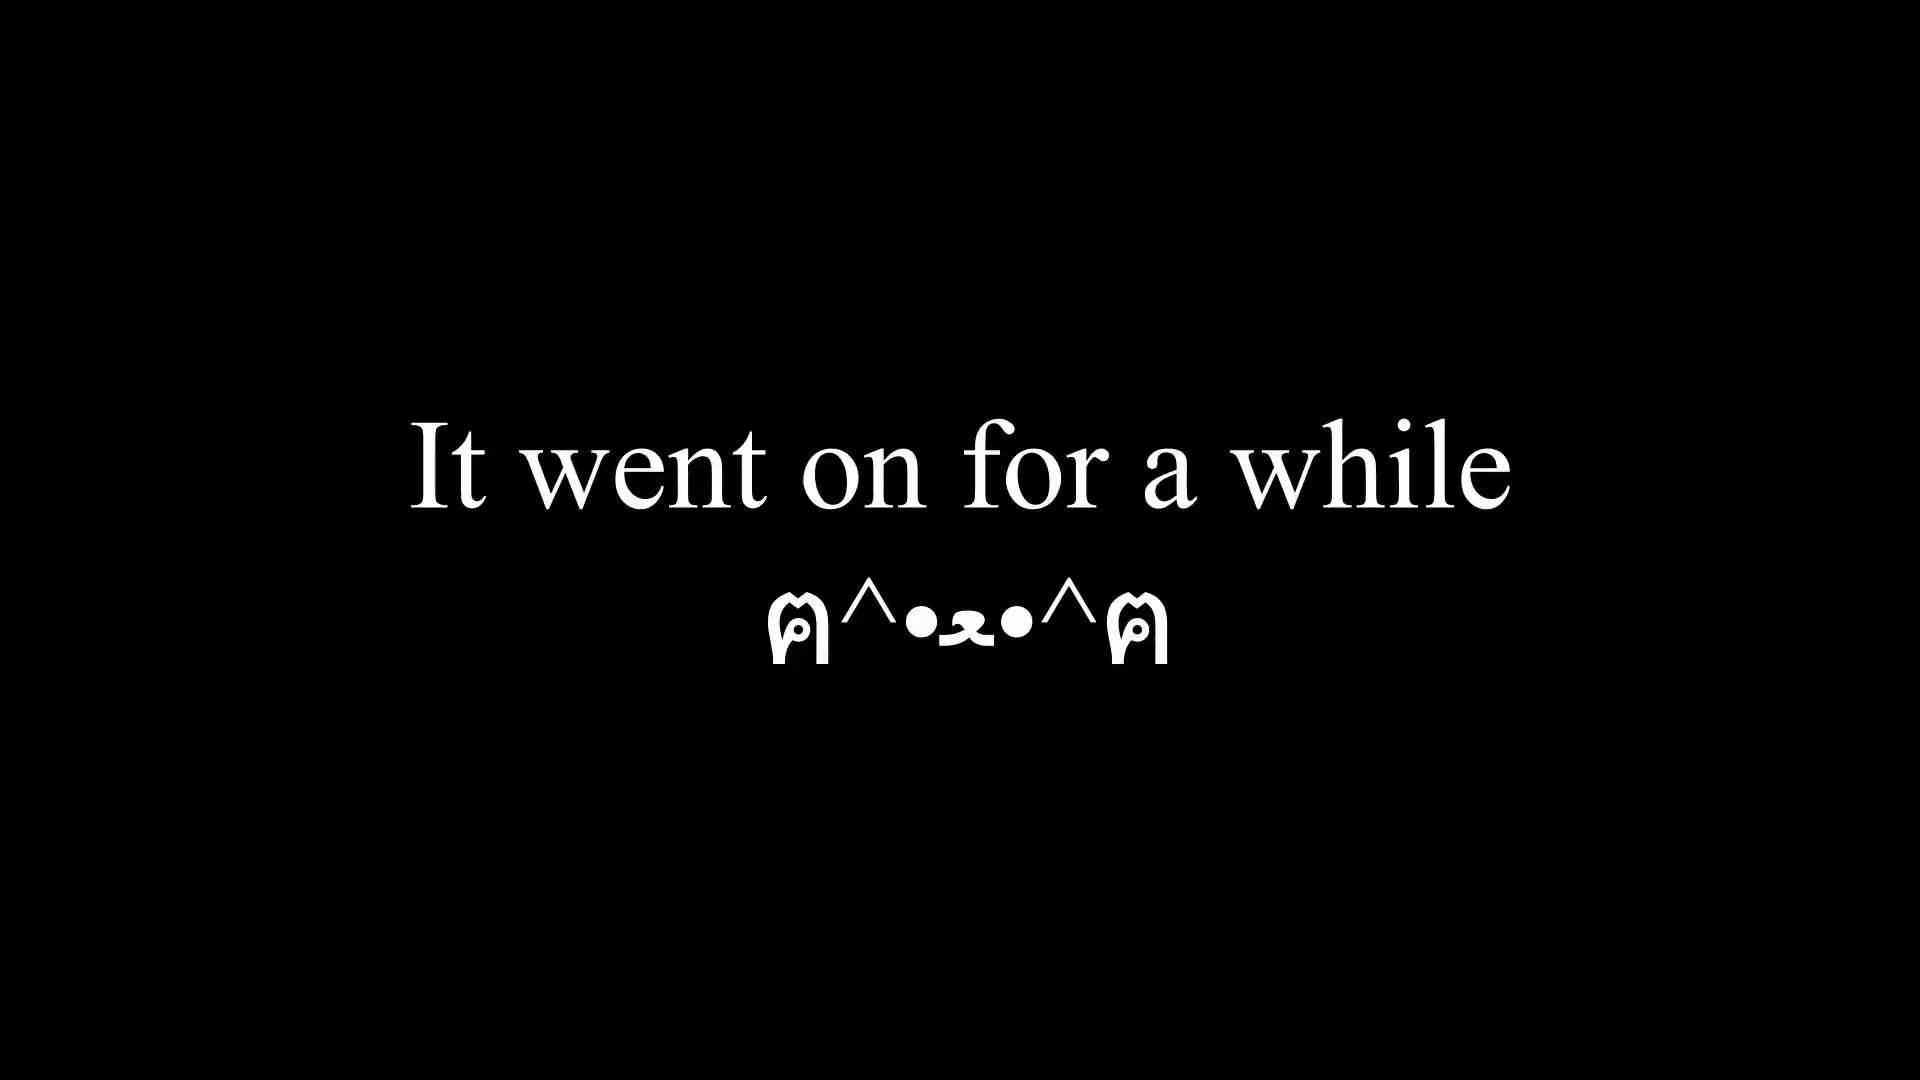 It went on for a while
ฅ^•ﻌ•^ฅ